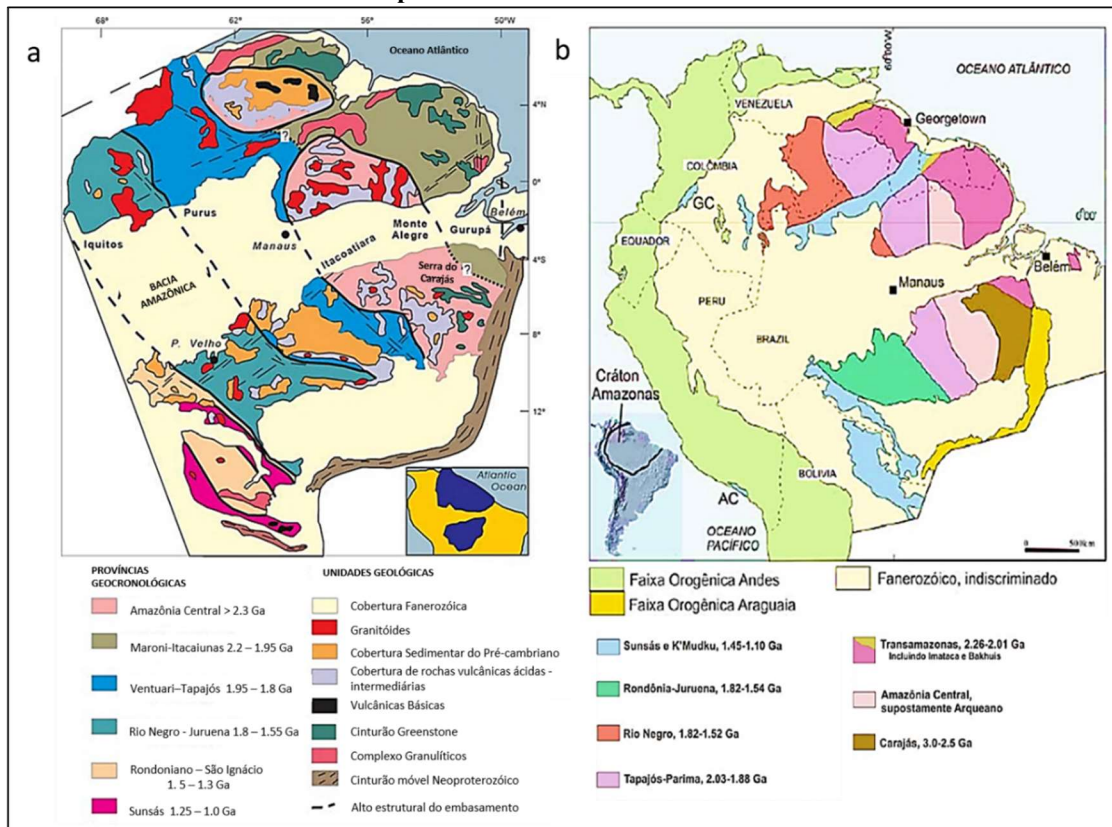 a
68°
62°
56°
50°W
Oceano Atlântico
4°N
?
0°
Purus
Belém
Iquitos
Manaus
Monte
Alegre
Gurupá
Itacoatiara
4°S
Serra do
Carajás
?
BACIA
AMAZÔNICA
8°
P. Velho
12°
Atlantic
Ocean
PROVÍNCIAS
GEOCRONOLÓGICAS
Amazônia Central > 2.3 Ga
Maroni-Itacaiunas 2.2 – 1.95 Ga
Ventuari–Tapajós 1.95 – 1.8 Ga
Rio Negro - Juruena 1.8 – 1.55 Ga
Rondoniano – São Ignácio
1. 5 – 1.3 Ga
Sunsás 1.25 – 1.0 Ga
UNIDADES GEOLÓGICAS
Cobertura Fanerozóica
Granitóides
Cobertura Sedimentar do Pré-cambriano
Cobertura de rochas vulcânicas ácidas -
intermediárias
Vulcânicas Básicas
Cinturão Greenstone
Complexo Granulíticos
Cinturão móvel Neoproterozóico
Alto estrutural do embasamento
b
OCEANO ATLÂNTICO
VENEZUELA
Georgetown
COLÔMBIA
GC
EQUADOR
Belém
Manaus
PERU
BRAZIL
Cráton
Amazonas
BOLIVIA
AC
OCEANO
PACÍFICO
0
500km
Faixa Orogênica Andes
Faixa Orogênica Araguaia
Fanerozóico, indiscriminado
Sunsás e K'Mudku, 1.45-1.10 Ga
Rondônia-Juruena, 1.82-1.54 Ga
Rio Negro, 1.82-1.52 Ga
Tapajós-Parima, 2.03-1.88 Ga
Transamazonas, 2.26-2.01 Ga
Incluindo Imataca e Bakhuis
Amazônia Central,
supostamente Arqueano
Carajás, 3.0-2.5 Ga